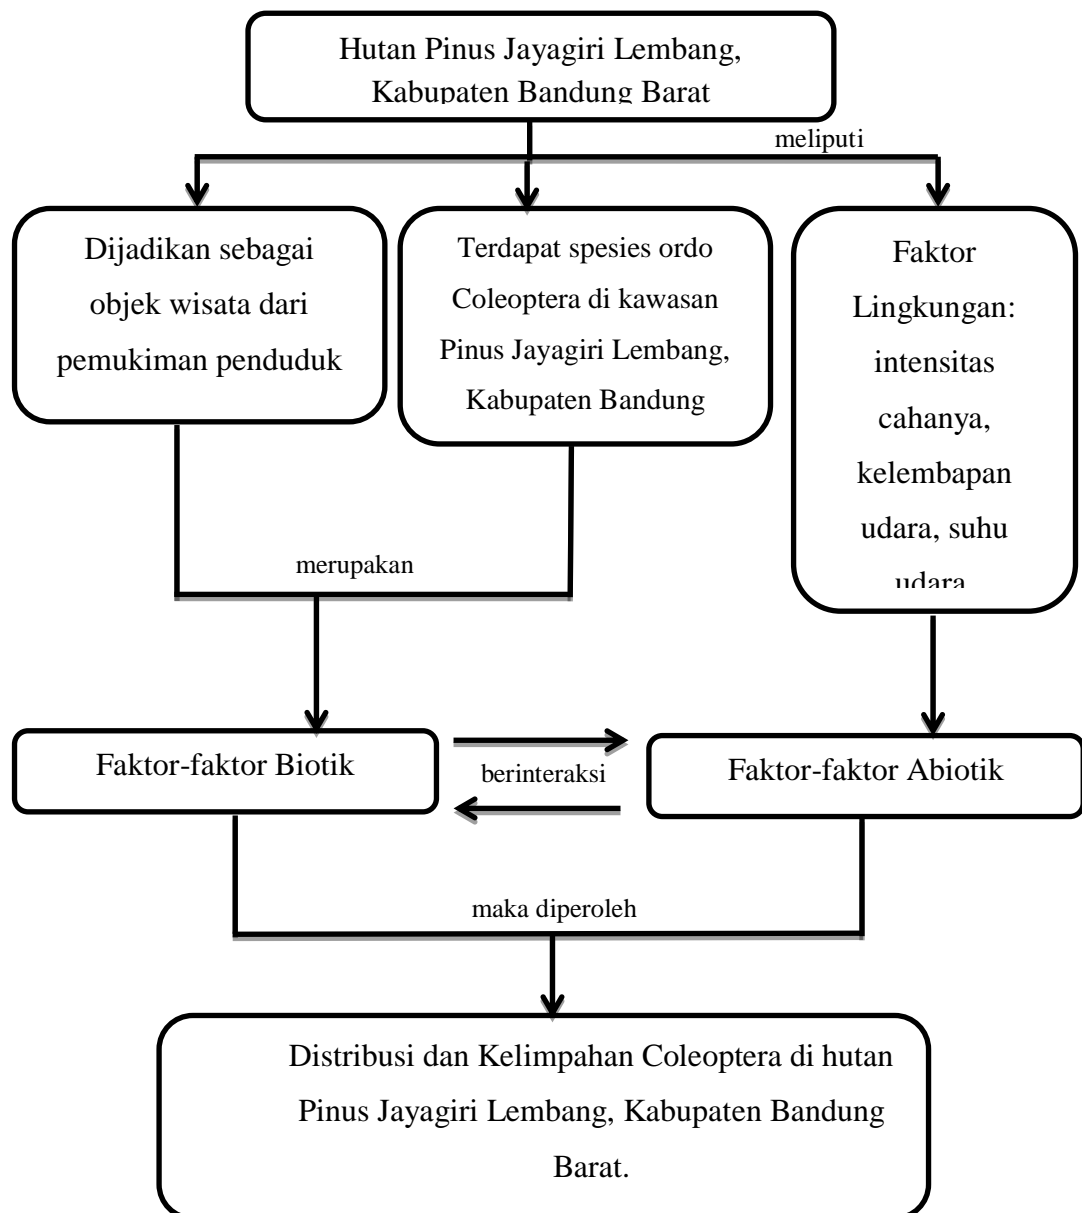 Hutan Pinus Jayagiri Lembang,
Kabupaten Bandung Barat
meliputi
Dijadikan sebagai
objek wisata dari
pemukiman penduduk
Terdapat spesies ordo
Coleoptera di kawasan
Pinus Jayagiri Lembang,
Kabupaten Bandung
Faktor
Lingkungan:
intensitas
cahanya,
kelembapan
udara, suhu
udara
merupakan
Faktor-faktor Biotik
berinteraksi
Faktor-faktor Abiotik
maka diperoleh
Distribusi dan Kelimpahan Coleoptera di hutan
Pinus Jayagiri Lembang, Kabupaten Bandung
Barat.